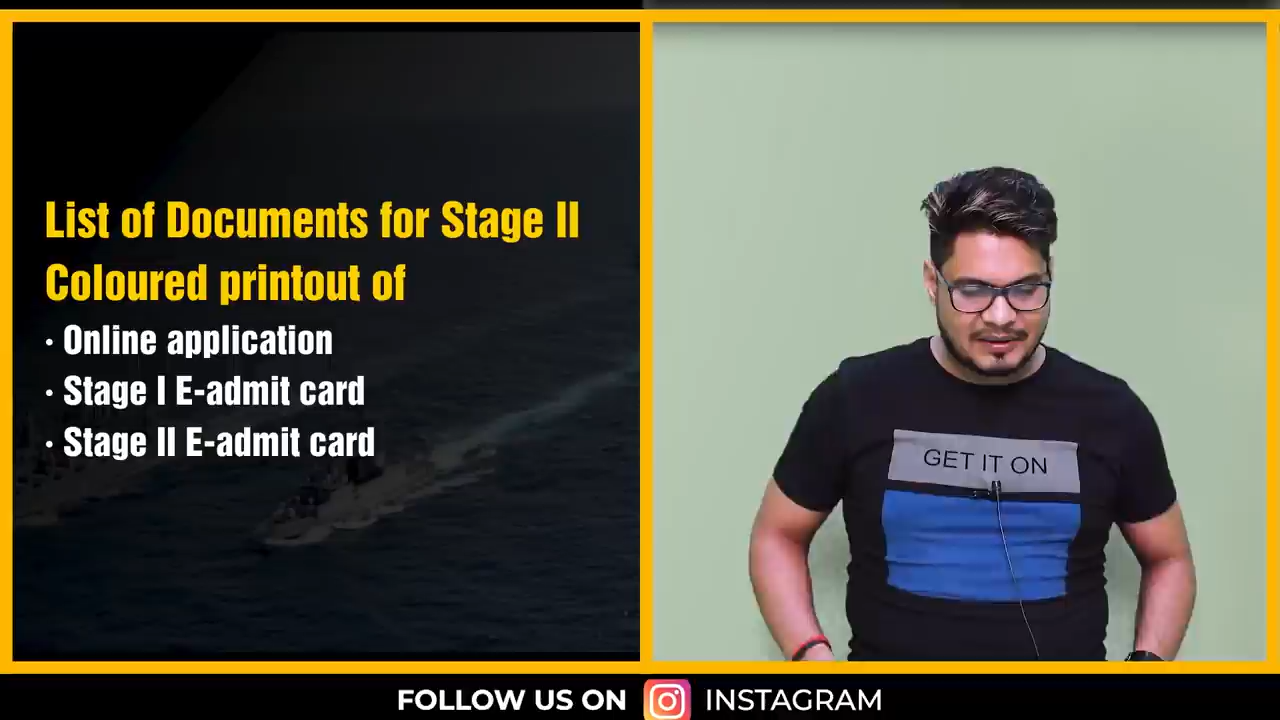 List of Documents for Stage II
Coloured printout of
• Online application
• Stage I E-admit card
• Stage II E-admit card
GET IT ON
FOLLOW US ON INSTAGRAM